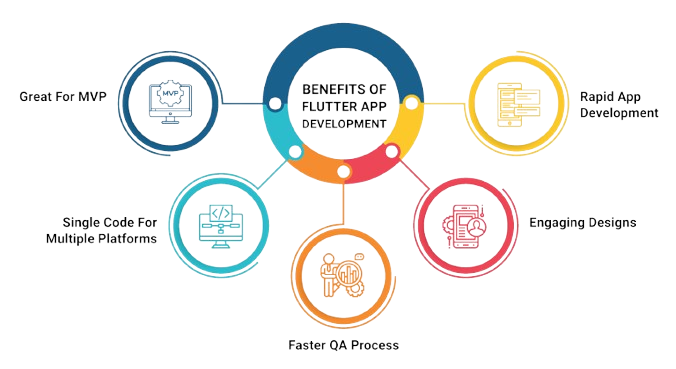 BENEFITS OF
FLUTTER APP
DEVELOPMENT
Great For MVP
MVP
Rapid App
Development
Single Code For
Multiple Platforms
</>
Engaging Designs
Faster QA Process